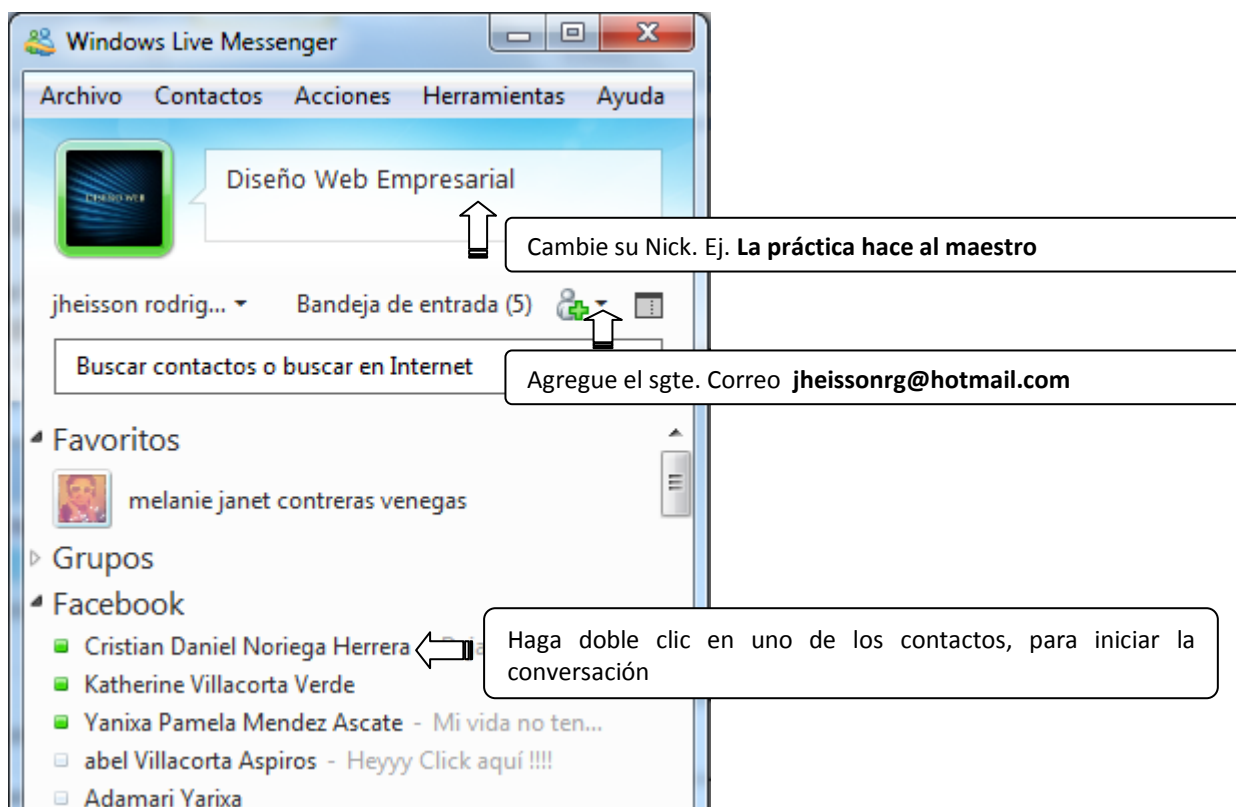 Windows Live Messenger
Archivo Contactos Acciones Herramientas Ayuda
DISEÑO WEB
Diseño Web Empresarial
Cambie su Nick. Ej. La práctica hace al maestro
jheisson rodrig... Bandeja de entrada (5)
Buscar contactos o buscar en Internet
Agregue el sgte. Correo jheissonrg@hotmail.com
Favoritos
melanie janet contreras venegas
Grupos
Facebook
Cristian Daniel Noriega Herrera
Haga doble clic en uno de los contactos, para iniciar la
conversación
Katherine Villacorta Verde
Yanixa Pamela Mendez Ascate - Mi vida no ten...
abel Villacorta Aspiros - Heyyy Click aquí !!!!
Adamari Yarixa